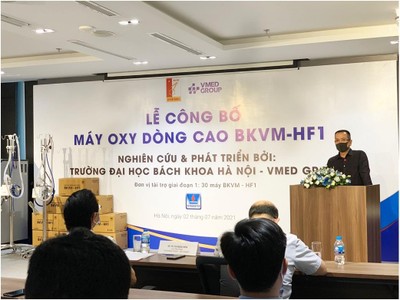 VMED
GROUP
LỄ CÔNG BỐ
MÁY OXY DÒNG CAO BKVM-HF1
NGHIÊN CỨU & PHÁT TRIỂN BỞI:
TRƯỜNG ĐẠI HỌC BÁCH KHOA HÀ NỘI - VMED GR
Đơn vị tài trợ giai đoạn 1: 30 máy BKVM - HF1
Hà Nội, ngày 02 tháng 07 năm 2021